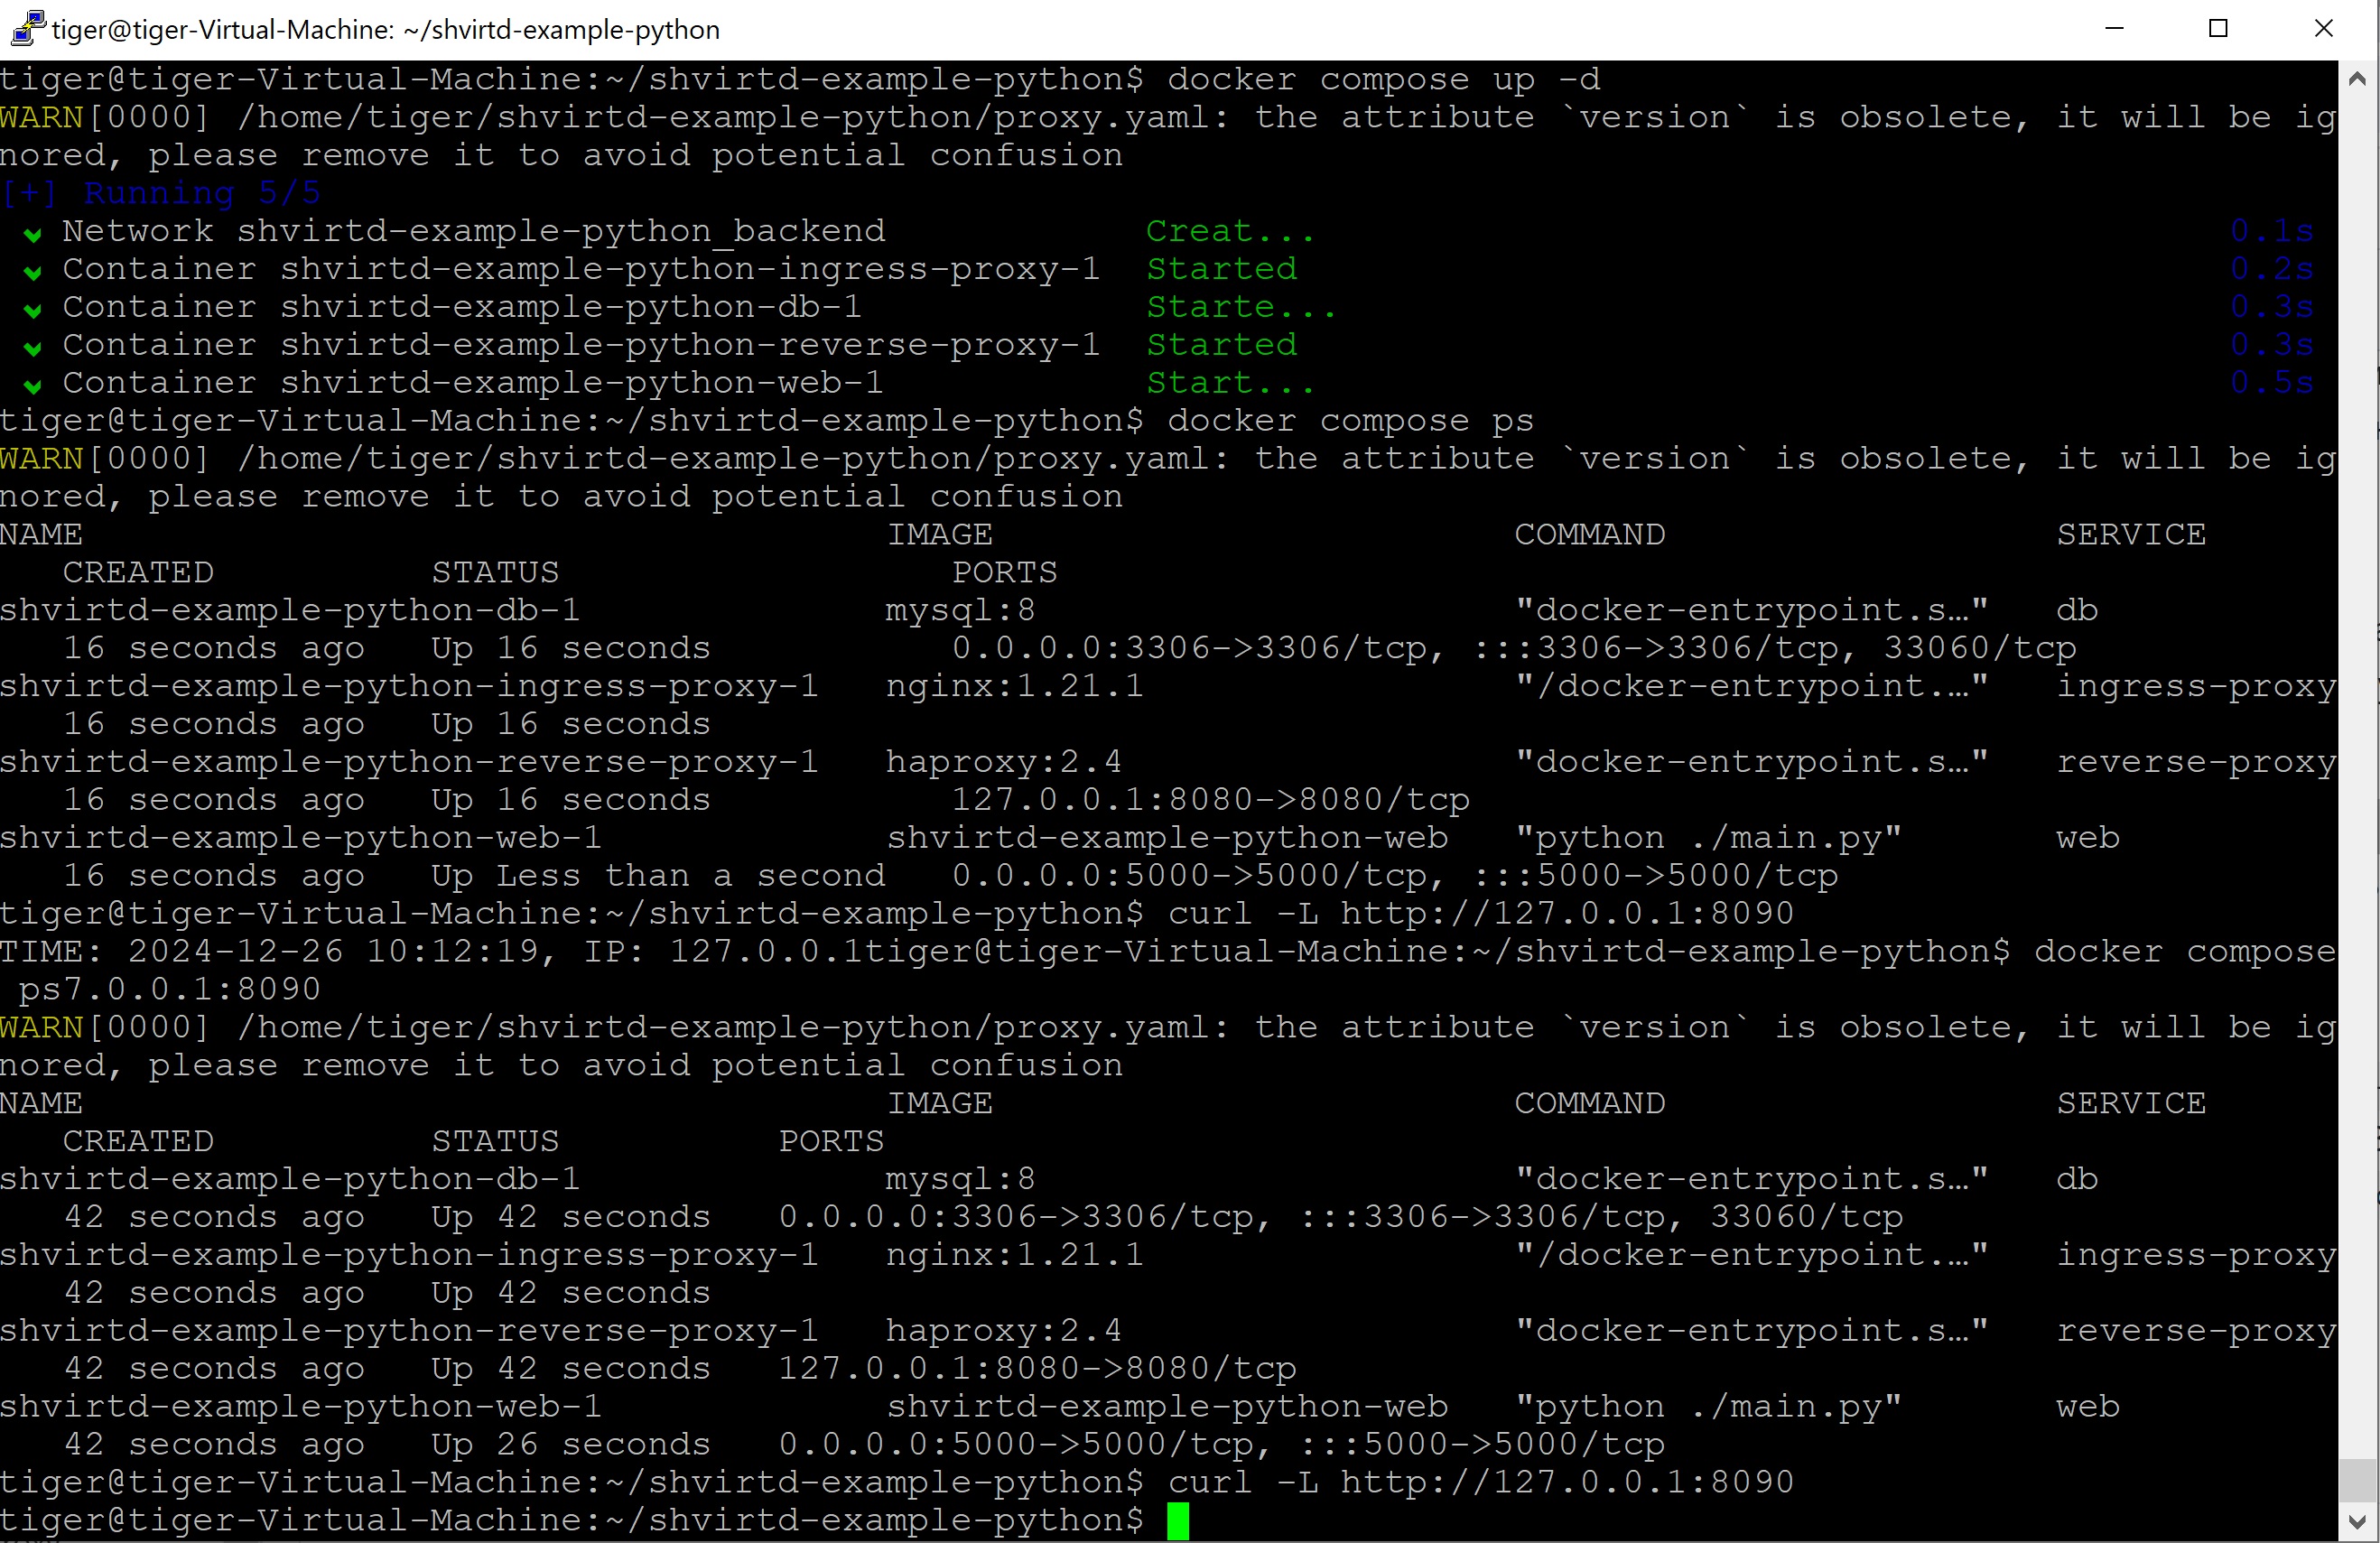 tiger@tiger-Virtual-Machine: ~/shvirtd-example-python
tiger@tiger-Virtual-Machine:~/shvirtd-example-python$ docker compose up -d
WARN[0000] /home/tiger/shvirtd-example-python/proxy.yaml: the attribute `version` is obsolete, it will be ig
nored, please remove it to avoid potential confusion
[+] Running 5/5
✔ Network shvirtd-example-python_backend Creat... 0.1s
✔ Container shvirtd-example-python-ingress-proxy-1 Started 0.2s
✔ Container shvirtd-example-python-db-1 Starte... 0.3s
✔ Container shvirtd-example-python-reverse-proxy-1 Started 0.3s
✔ Container shvirtd-example-python-web-1 Start... 0.5s
tiger@tiger-Virtual-Machine:~/shvirtd-example-python$ docker compose ps
WARN[0000] /home/tiger/shvirtd-example-python/proxy.yaml: the attribute `version` is obsolete, it will be ig
nored, please remove it to avoid potential confusion
NAME IMAGE COMMAND SERVICE
CREATED STATUS PORTS
shvirtd-example-python-db-1 mysql:8 "docker-entrypoint.s…" db
16 seconds ago Up 16 seconds 0.0.0.0:3306->3306/tcp, :::3306->3306/tcp, 33060/tcp
shvirtd-example-python-ingress-proxy-1 nginx:1.21.1 "/docker-entrypoint.…" ingress-proxy
16 seconds ago Up 16 seconds
shvirtd-example-python-reverse-proxy-1 haproxy:2.4 "docker-entrypoint.s…" reverse-proxy
16 seconds ago Up 16 seconds 127.0.0.1:8080->8080/tcp
shvirtd-example-python-web-1 shvirtd-example-python-web "python ./main.py" web
16 seconds ago Up Less than a second 0.0.0.0:5000->5000/tcp, :::5000->5000/tcp
tiger@tiger-Virtual-Machine:~/shvirtd-example-python$ curl -L http://127.0.0.1:8090
TIME: 2024-12-26 10:12:19, IP: 127.0.0.1tiger@tiger-Virtual-Machine:~/shvirtd-example-python$ docker compose
ps7.0.0.1:8090
WARN[0000] /home/tiger/shvirtd-example-python/proxy.yaml: the attribute `version` is obsolete, it will be ig
nored, please remove it to avoid potential confusion
NAME IMAGE COMMAND SERVICE
CREATED STATUS PORTS
shvirtd-example-python-db-1 mysql:8 "docker-entrypoint.s…" db
42 seconds ago Up 42 seconds 0.0.0.0:3306->3306/tcp, :::3306->3306/tcp, 33060/tcp
shvirtd-example-python-ingress-proxy-1 nginx:1.21.1 "/docker-entrypoint.…" ingress-proxy
42 seconds ago Up 42 seconds
shvirtd-example-python-reverse-proxy-1 haproxy:2.4 "docker-entrypoint.s…" reverse-proxy
42 seconds ago Up 42 seconds 127.0.0.1:8080->8080/tcp
shvirtd-example-python-web-1 shvirtd-example-python-web "python ./main.py" web
42 seconds ago Up 26 seconds 0.0.0.0:5000->5000/tcp, :::5000->5000/tcp
tiger@tiger-Virtual-Machine:~/shvirtd-example-python$ curl -L http://127.0.0.1:8090
tiger@tiger-Virtual-Machine:~/shvirtd-example-python$